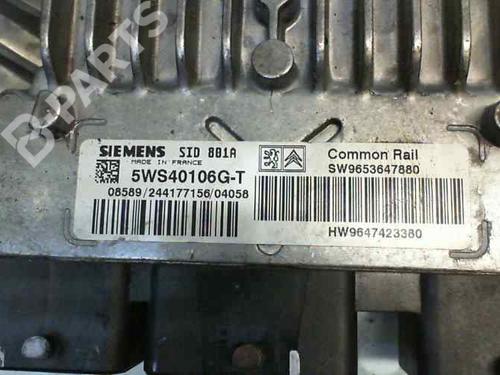 B-PARTS
SIEMENS SID 801A
MADE IN FRANCE
5WS40106G-T
08589/244177156/04058
Common Rail
SW9653647880
HW9647423380